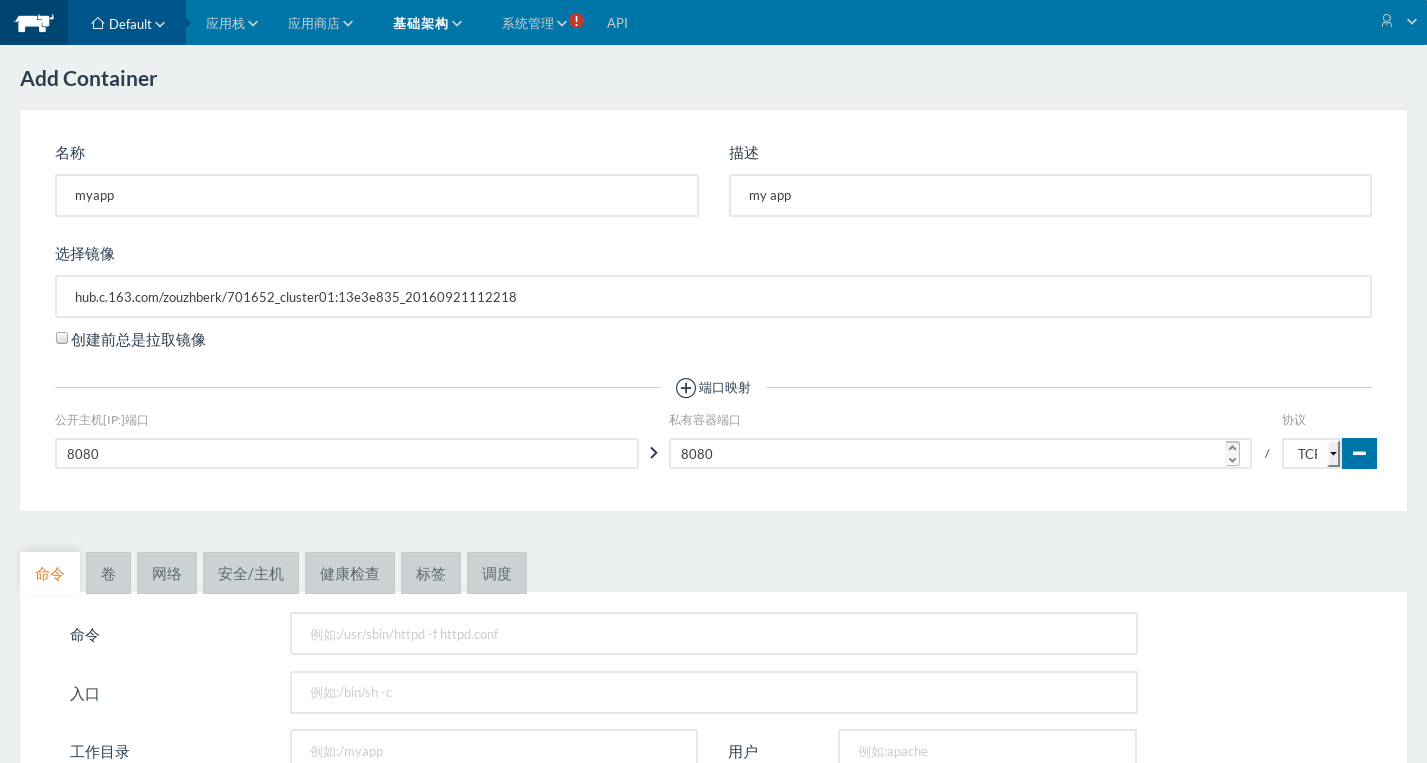 Default 应用栈 应用商店 基础架构 系统管理 ! API
Add Container
名称 描述
myapp my app
选择镜像
hub.c.163.com/zouzhberk/701652_cluster01:13e3e835_20160921112218
创建前总是拉取镜像
端口映射
公开主机[IP:]端口 私有容器端口 协议
8080 8080 / TCP
命令 卷 网络 安全/主机 健康检查 标签 调度
命令 例如:/usr/sbin/httpd -f httpd.conf
入口 例如:/bin/sh -c
工作目录 例如:/myapp 用户 例如:apache